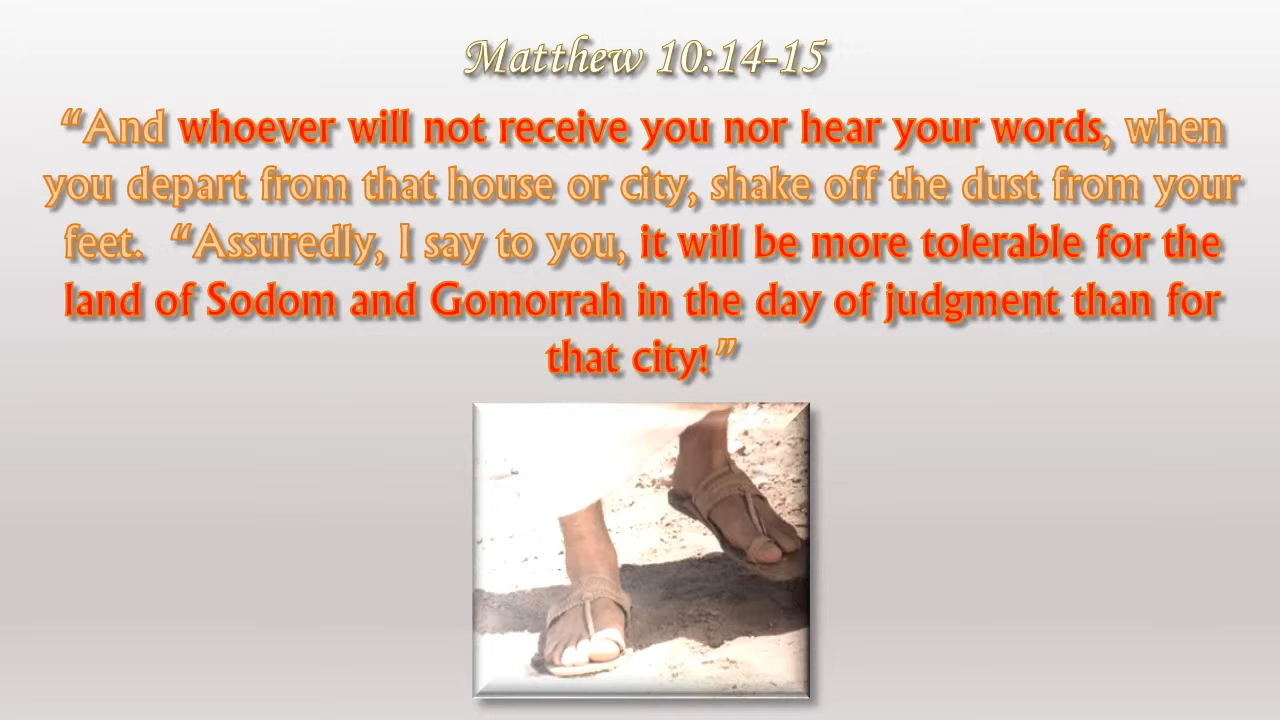 Matthew 10:14-15
“And whoever will not receive you nor hear your words, when
you depart from that house or city, shake off the dust from your
feet.  “Assuredly, I say to you, it will be more tolerable for the
land of Sodom and Gomorrah in the day of judgment than for
that city!”